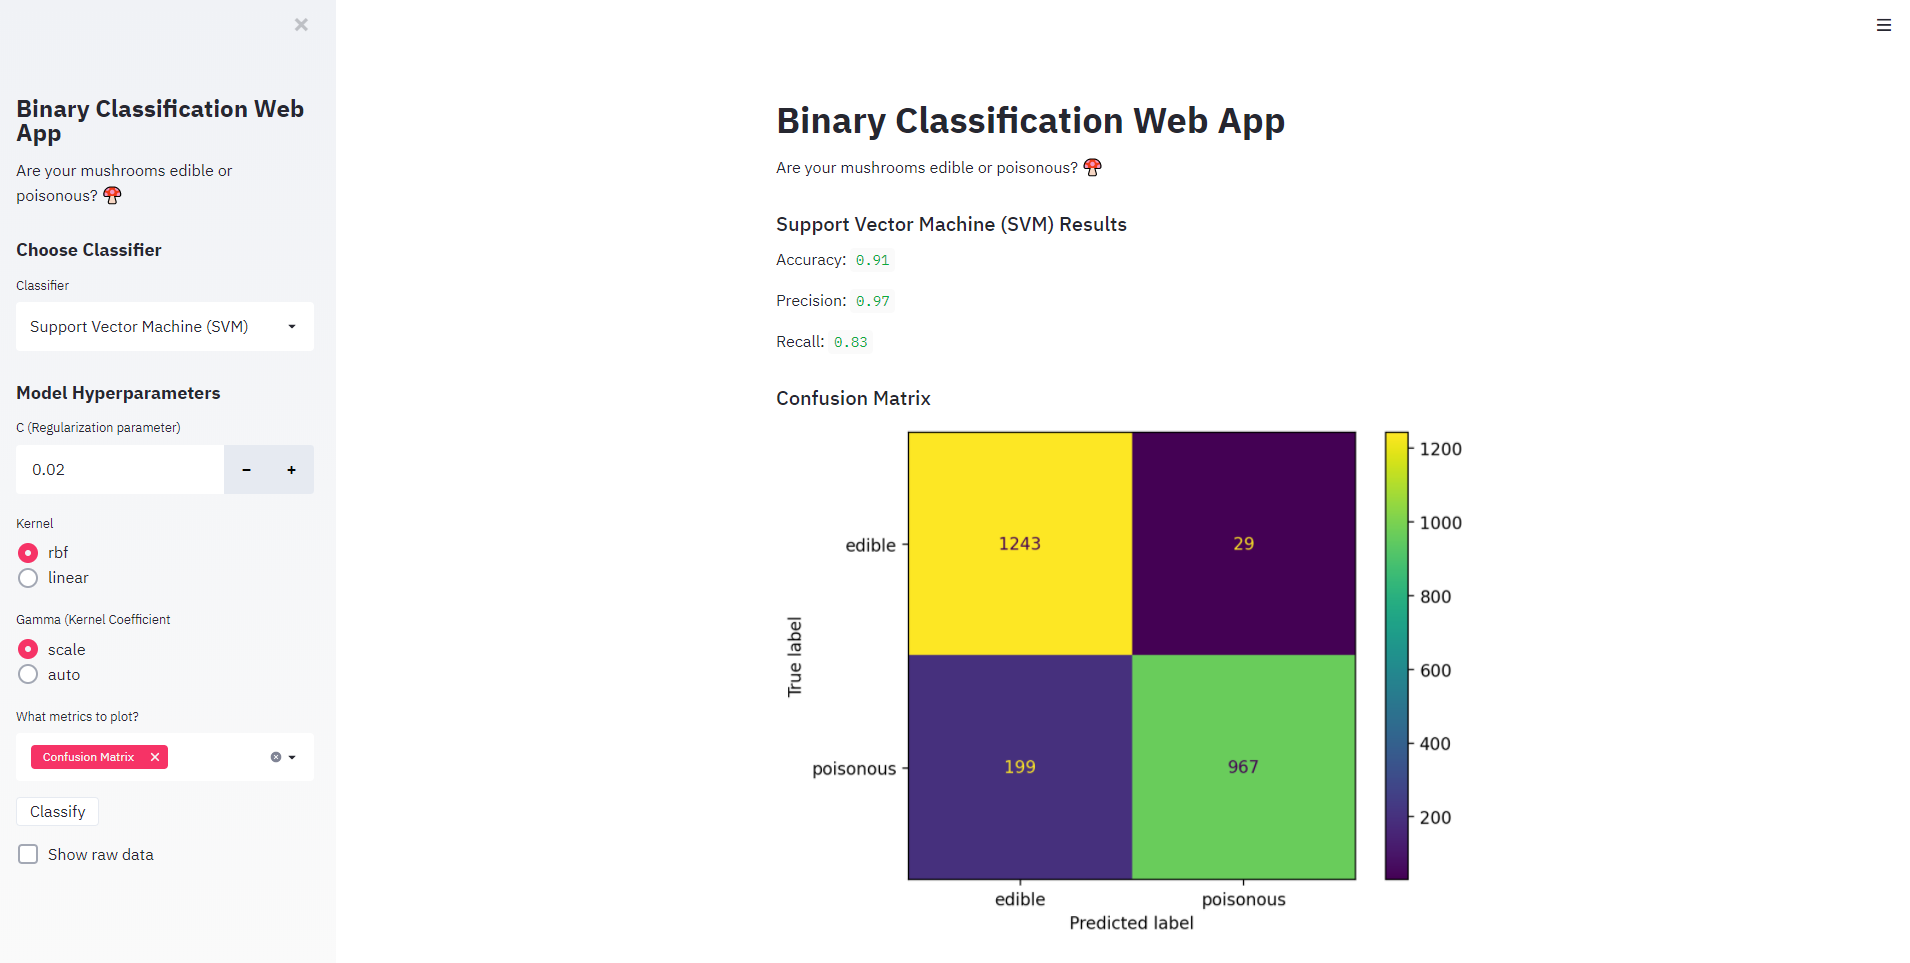 Binary Classification Web
App
Are your mushrooms edible or
poisonous? 🍄
Choose Classifier
Classifier
Support Vector Machine (SVM)
Model Hyperparameters
C (Regularization parameter)
0.02
− +
Kernel
rbf
linear
Gamma (Kernel Coefficient
scale
auto
What metrics to plot?
Confusion Matrix
Classify
Show raw data
Binary Classification Web App
Are your mushrooms edible or poisonous? 🍄
Support Vector Machine (SVM) Results
Accuracy: 0.91
Precision: 0.97
Recall: 0.83
Confusion Matrix
True label
edible
poisonous
1243 29
199 967
edible poisonous
Predicted label
1200
1000
800
600
400
200